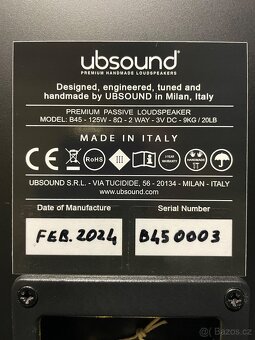 ubsound®
PREMIUM HANDMADE LOUDSPEAKERS
Designed, engineered, tuned and
handmade by UBSOUND in Milan, Italy
PREMIUM PASSIVE LOUDSPEAKER
MODEL: B45 - 125W - 8Ω - 2 WAY - 3V DC - 9KG / 20LB
MADE IN ITALY
CE RoHS
UBSOUND S.R.L. - VIA TUCIDIDE, 56 - 20134 - MILAN - ITALY
www.ubsound.com
Date of Manufacture Serial Number
FEB. 2024 B450003
Bazos.cz